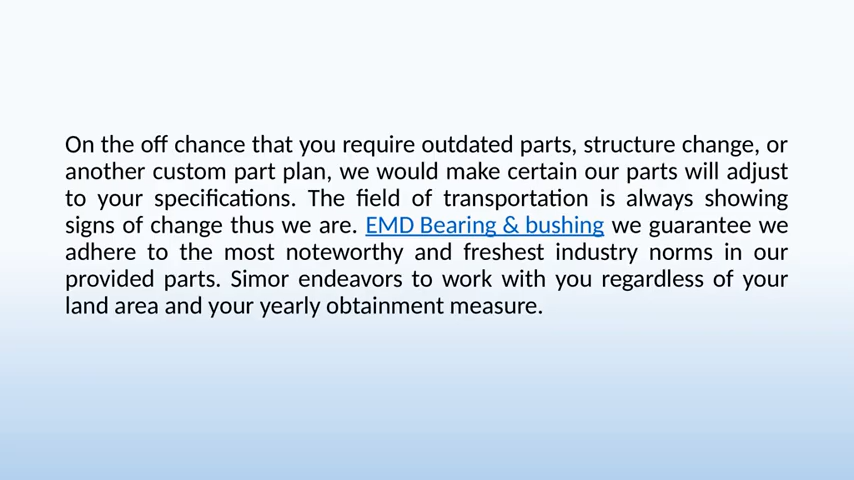 On the off chance that you require outdated parts, structure change, or
another custom part plan, we would make certain our parts will adjust
to your specifications. The field of transportation is always showing
signs of change thus we are. EMD Bearing & bushing we guarantee we
adhere to the most noteworthy and freshest industry norms in our
provided parts. Simor endeavors to work with you regardless of your
land area and your yearly obtainment measure.